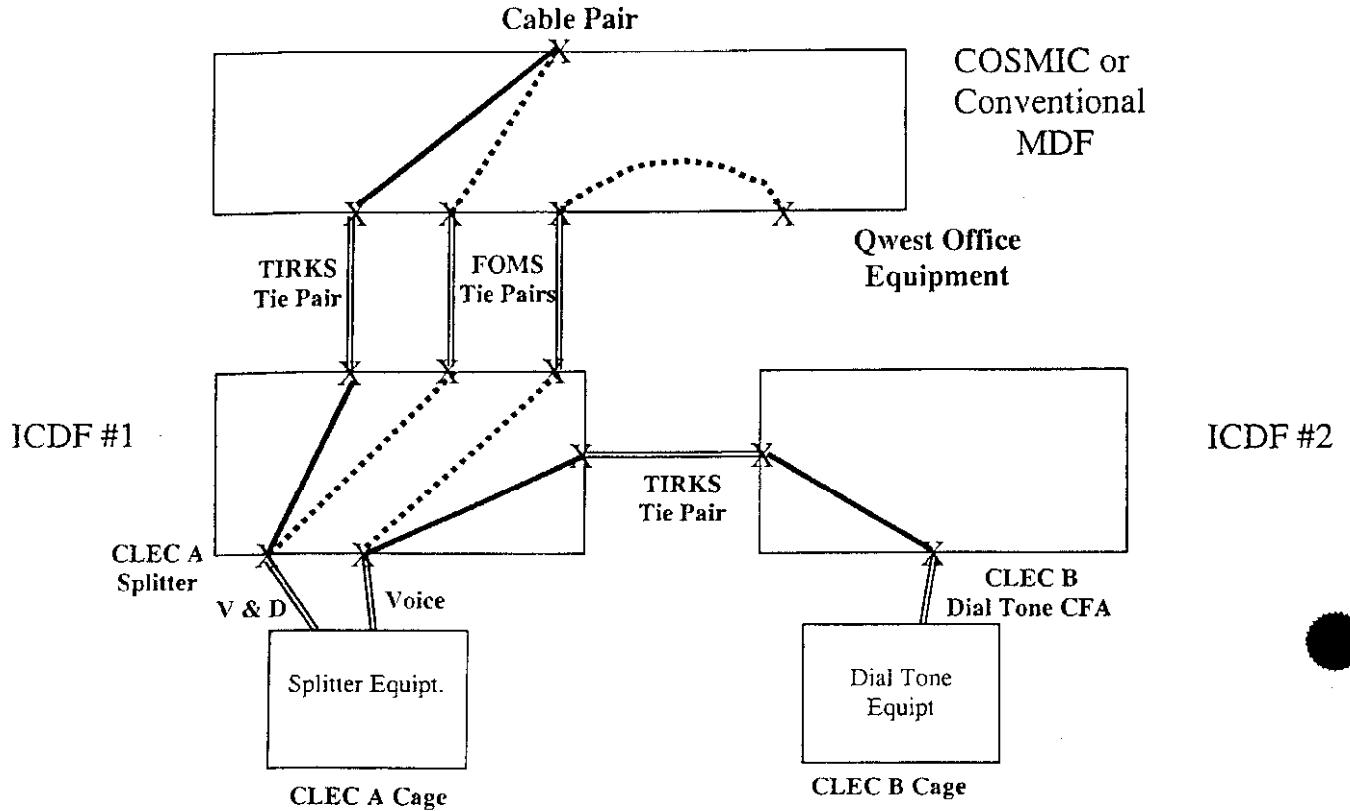 Cable Pair
COSMIC or
Conventional
MDF
Qwest Office
Equipment
TIRKS
Tie Pair
FOMS
Tie Pairs
ICDF #1
ICDF #2
TIRKS
Tie Pair
CLEC A
Splitter
V & D
Voice
CLEC B
Dial Tone CFA
Splitter Equipt.
Dial Tone
Equipt
CLEC A Cage
CLEC B Cage